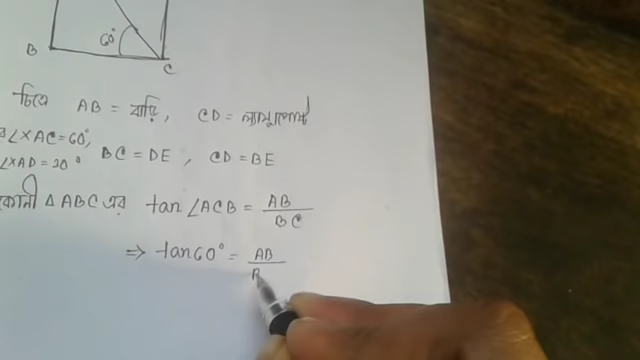 B
60°
C
চিত্রে AB = বাড়ি, CD = ল্যাম্পপোস্ট
∠XAC = 60°,
∠XAD = 30° BC = DE, CD = BE
কোনী Δ ABC এর tan ∠ACB = AB/BC
⇒ tan60° = AB/B